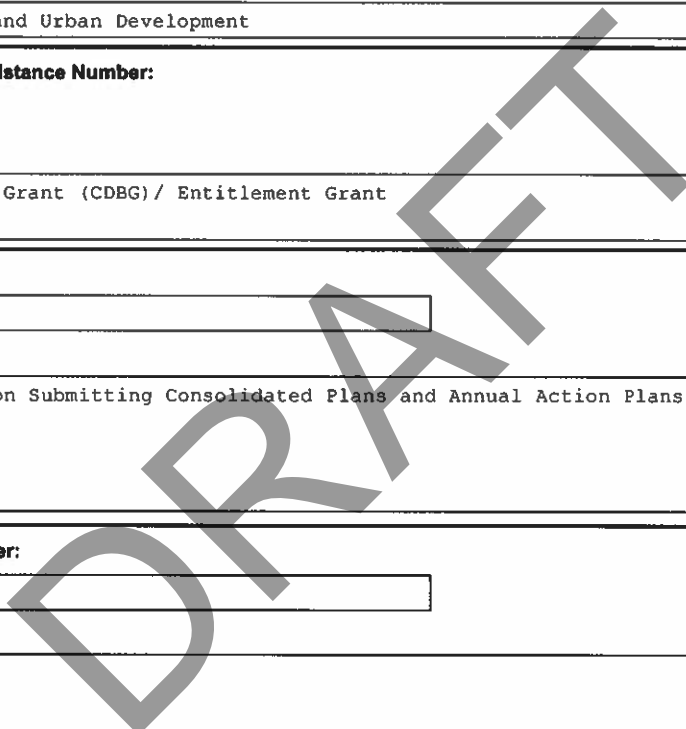 and Urban Development
istance Number:
Grant (CDBG)/ Entitlement Grant
on Submitting Consolidated Plans and Annual Action Plans
er:
DRAFT